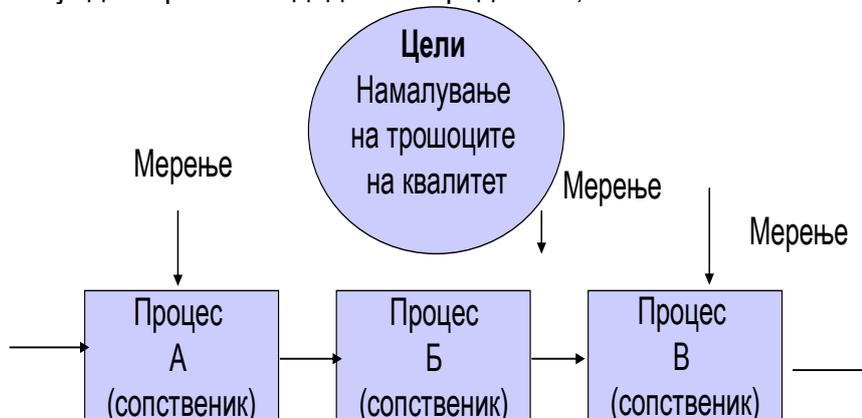 Цели
Намалување
на трошоците
на квалитет
Мерење
Мерење
Мерење
Процес
А
(сопственик)
Процес
Б
(сопственик)
Процес
В
(сопственик)